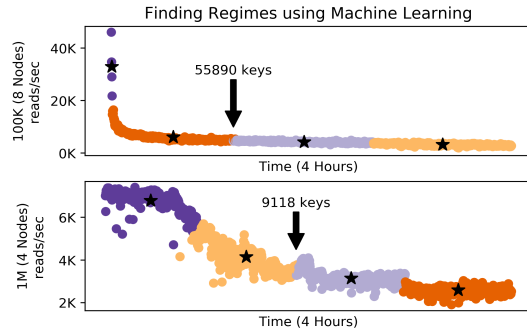 Finding Regimes using Machine Learning
100K (8 Nodes)
reads/sec
40K
20K
0K
55890 keys
Time (4 Hours)
1M (4 Nodes)
reads/sec
6K
4K
2K
9118 keys
Time (4 Hours)